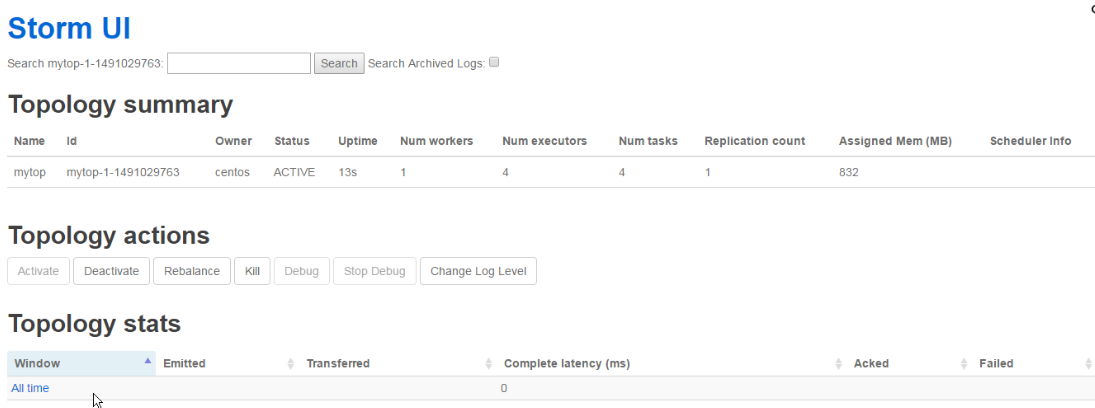 Storm UI
Search mytop-1-1491029763: Search Search Archived Logs:
Topology summary
Name Id Owner Status Uptime Num workers Num executors Num tasks Replication count Assigned Mem (MB) Scheduler Info
mytop mytop-1-1491029763 centos ACTIVE 13s 1 4 4 1 832
Topology actions
Activate Deactivate Rebalance Kill Debug Stop Debug Change Log Level
Topology stats
Window Emitted Transferred Complete latency (ms) Acked Failed
All time 0